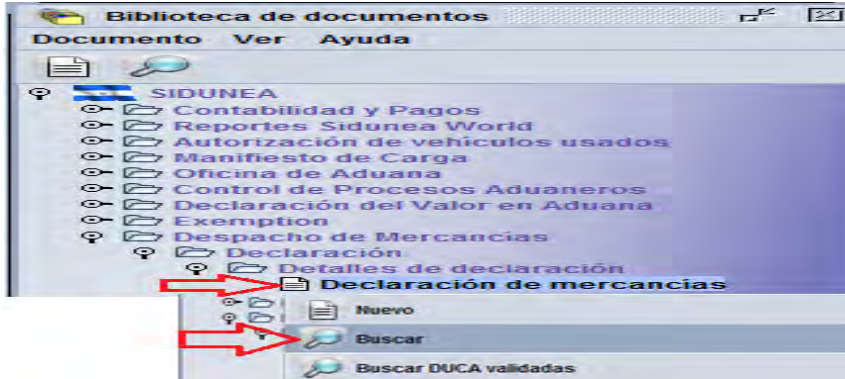 Biblioteca de documentos
Documento Ver Ayuda
SIDUNEA
Contabilidad y Pagos
Reportes Sidunea World
Autorización de vehículos usados
Manifiesto de Carga
Oficina de Aduana
Control de Procesos Aduaneros
Declaración del Valor en Aduana
Exemption
Despacho de Mercancías
Declaración
Detalles de declaración
Declaración de mercancías
Nuevo
Buscar
Buscar DUCA validadas